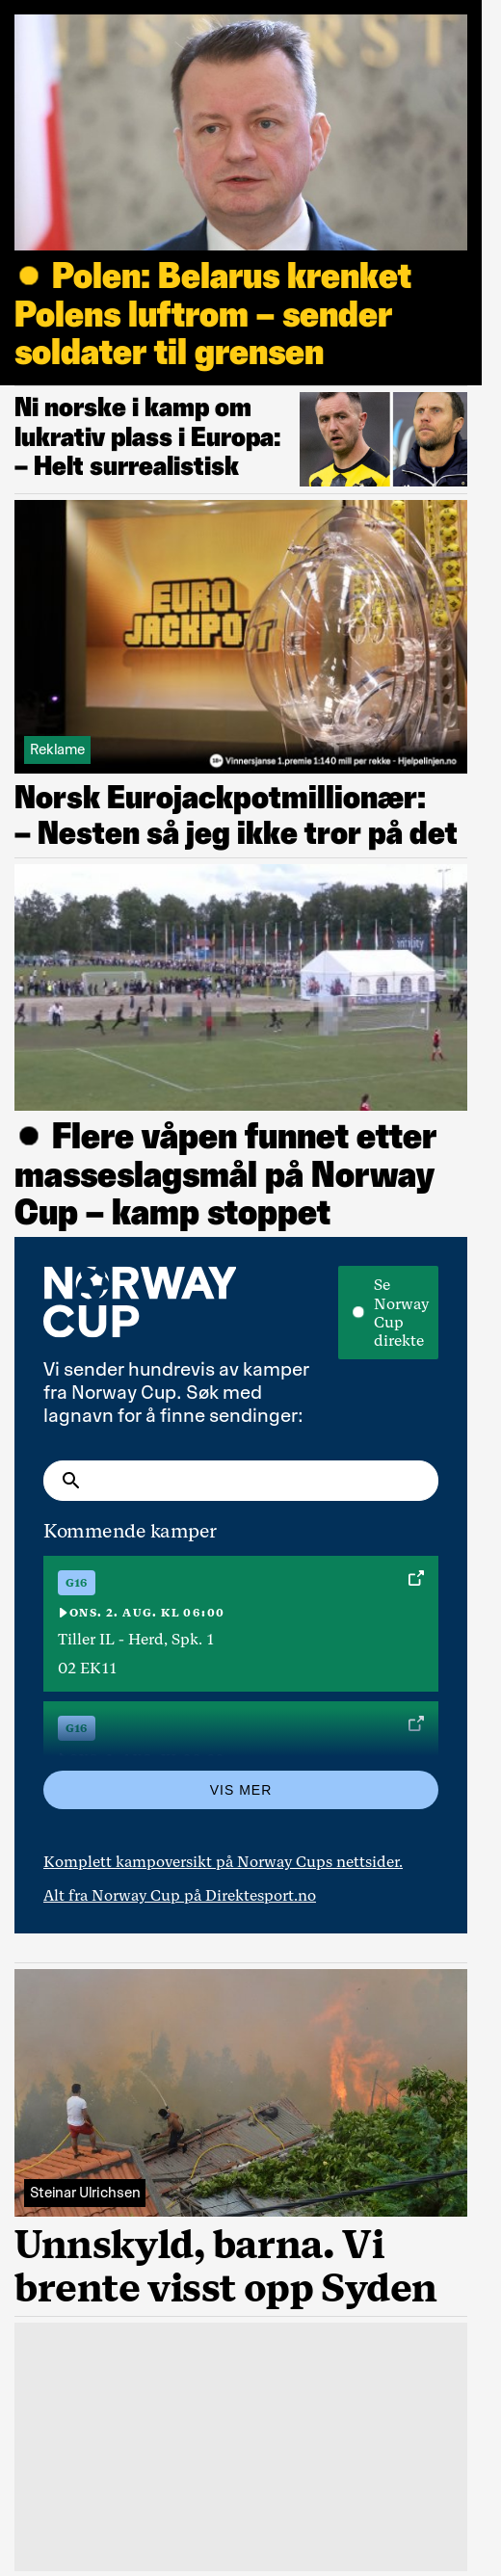 Polen: Belarus krenket
Polens luftrom – sender
soldater til grensen
Ni norske i kamp om
lukrativ plass i Europa:
– Helt surrealistisk
EURO
JACKPOT
Reklame
18+ Vinnersjanse 1.premie 1:140 mill per rekke - Hjelpelinjen.no
Norsk Eurojackpotmillionær:
– Nesten så jeg ikke tror på det
Flere våpen funnet etter
masseslagsmål på Norway
Cup – kamp stoppet
NORWAY
CUP
Se
Norway
Cup
direkte
Vi sender hundrevis av kamper
fra Norway Cup. Søk med
lagnavn for å finne sendinger:
Kommende kamper
G16
ONS. 2. AUG. KL 06:00
Tiller IL - Herd, Spk. 1
02 EK11
G16
VIS MER
Komplett kampoversikt på Norway Cups nettsider.
Alt fra Norway Cup på Direktesport.no
Steinar Ulrichsen
Unnskyld, barna. Vi
brente visst opp Syden